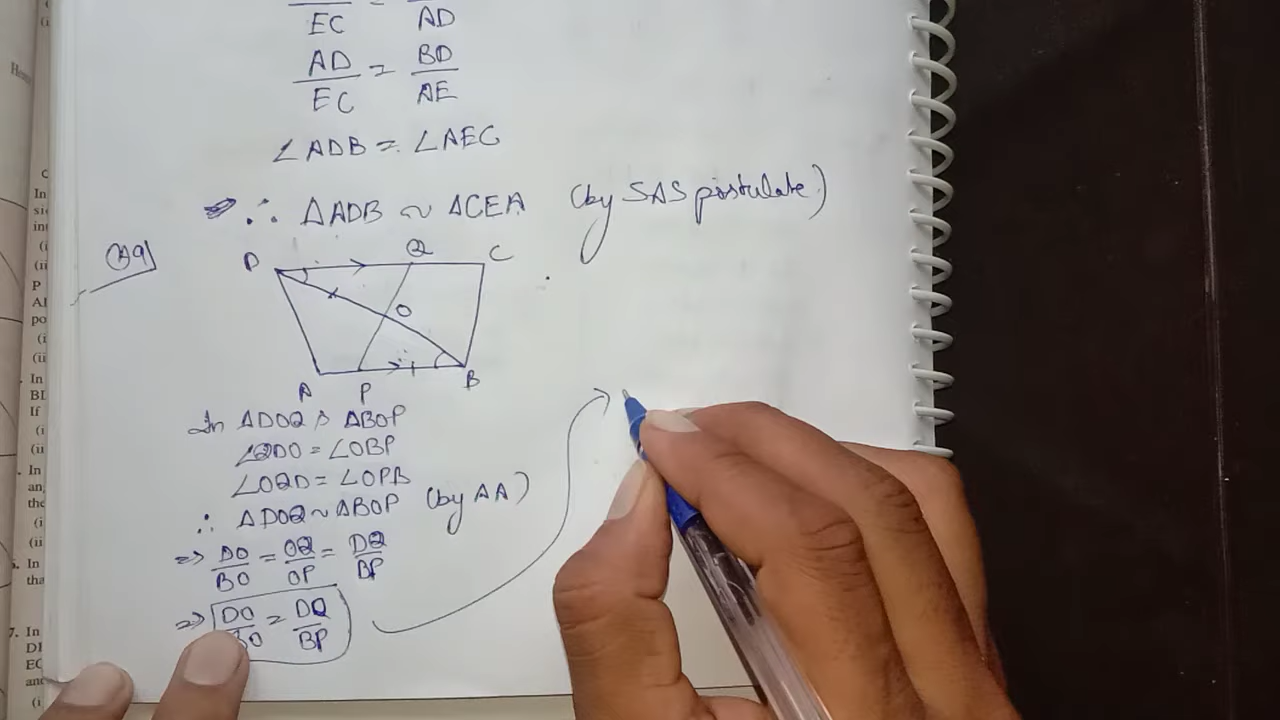 EC = AD
AD/EC = BD/AE
∠ADB = ∠AEC
∴ ΔADB ~ ΔCEA (by SAS postulate)
D Q C
O
A P B
In ΔDOQ & ΔBOP
∠QDO = ∠OBP
∠OQD = ∠OPB
∴ ΔDOQ ~ ΔBOP (by AA)
=> DO/BO = OQ/OP = DQ/BP
=> DO/BO = DQ/BP